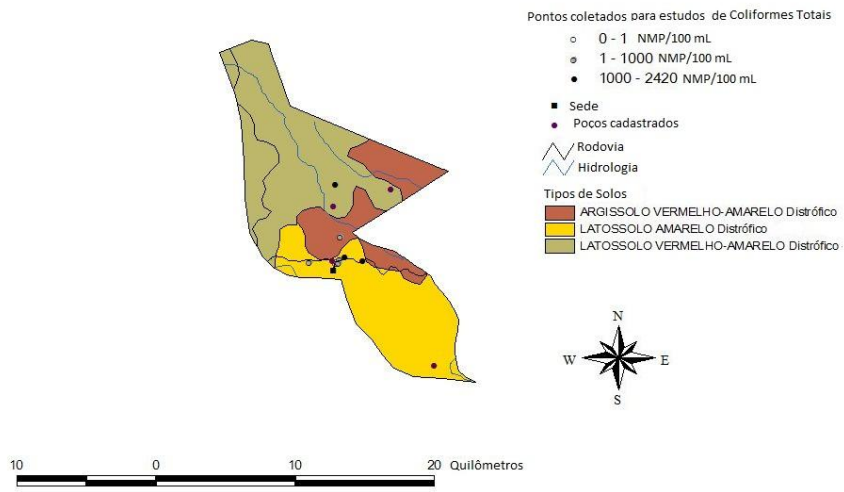 Pontos coletados para estudos de Coliformes Totais
0 - 1 NMP/100 mL
1 - 1000 NMP/100 mL
1000 - 2420 NMP/100 mL
Sede
Poços cadastrados
Rodovia
Hidrologia
Tipos de Solos
ARGISSOLO VERMELHO-AMARELO Distrófico
LATOSSOLO AMARELO Distrófico
LATOSSOLO VERMELHO-AMARELO Distrófico
N
W E
S
10 0 10 20 Quilômetros